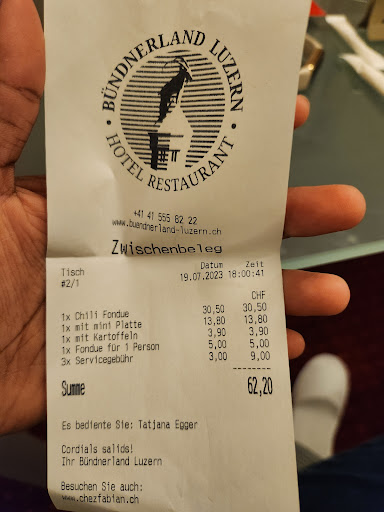 BÜNDNERLAND LUZERN
• HOTEL RESTAURANT •
+41 41 555 82 22
www.buendnerland-luzern.ch
Zwischenbeleg
Tisch Datum Zeit
#2/1 19.07.2023 18:00:41
CHF
1x Chili Fondue 30,50 30,50
1x mit mini Platte 13,80 13,80
1x mit Kartoffeln 3,90 3,90
1x Fondue für 1 Person 5,00 5,00
3x Servicegebühr 3,00 9,00
---------
Summe 62,20
Es bediente Sie: Tatjana Egger
Cordials salids!
Ihr Bündnerland Luzern
Besuchen Sie auch:
www.chezfabian.ch